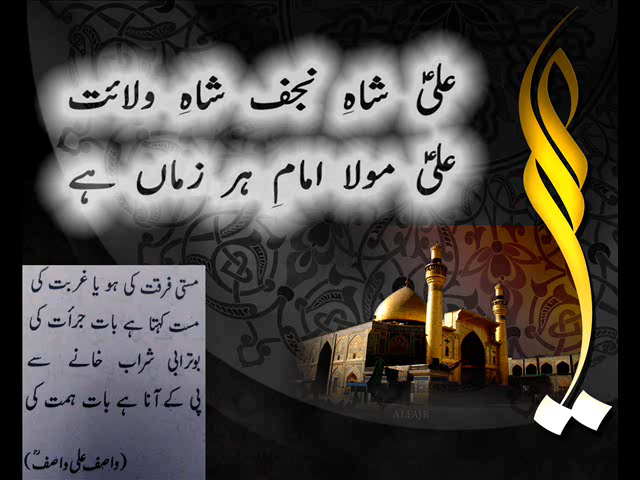 علیؑ شاہِ نجف شاہِ ولائت
علیؑ مولا امامِ ہر زماں ہے
مستی فرقت کی ہو یا غربت کی
مست کہتا ہے بات جرأت کی
بوترابی شراب خانے سے
پی کے آنا ہے بات ہمت کی
(واصف علی واصفؒ)
ALFAJR